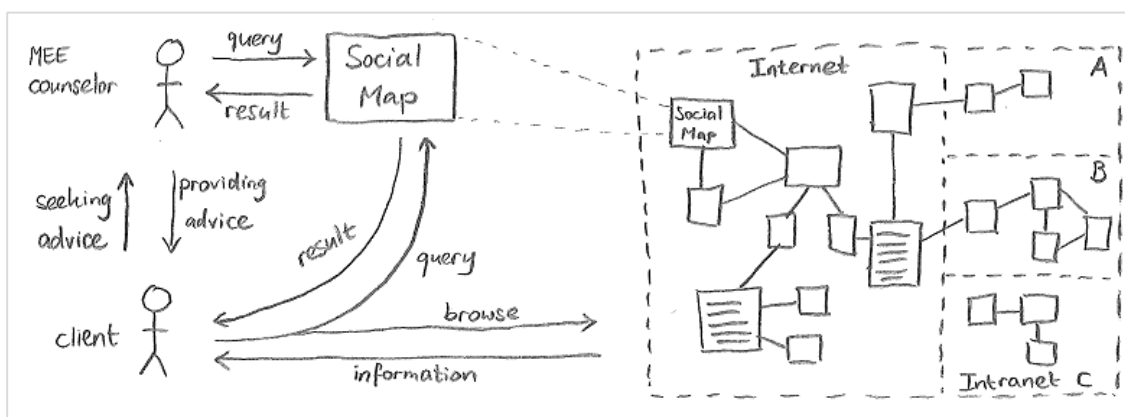 MEE
counselor
query
result
Social
Map
seeking
advice
providing
advice
result
query
client
browse
information
Internet
Social
Map
A
B
Intranet C